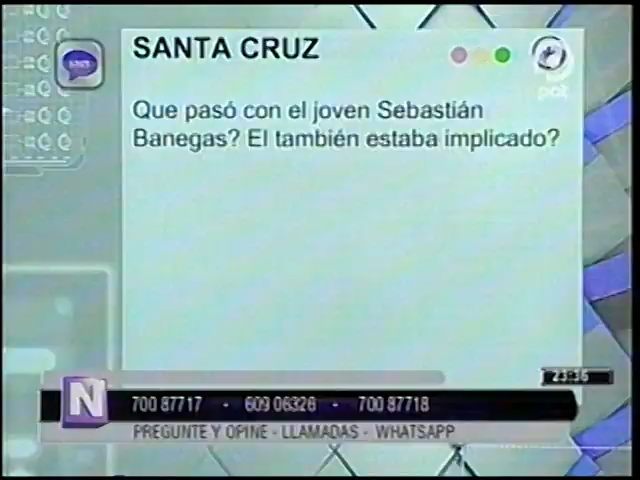 SANTA CRUZ
Que pasó con el joven Sebastián
Banegas? El también estaba implicado?
23:36
N
700 87717 - 609 06326 - 700 87718
PREGUNTE Y OPINE - LLAMADAS - WHATSAPP